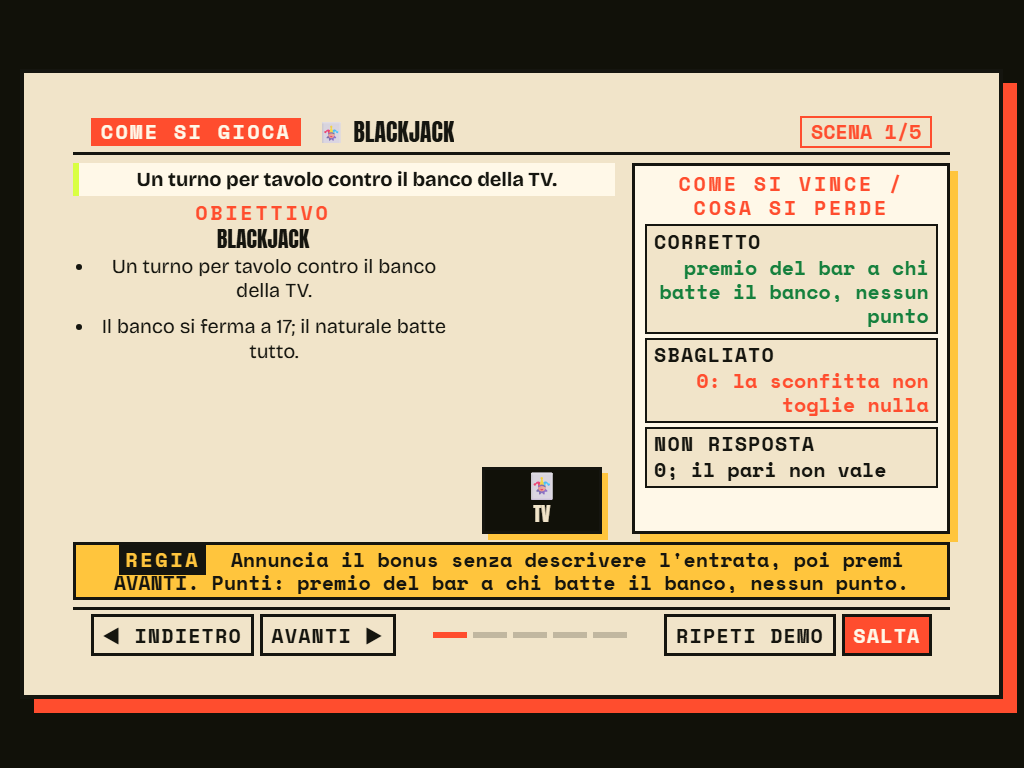 COME SI GIOCA
🃏 BLACKJACK
SCENA 1/5
Un turno per tavolo contro il banco della TV.
OBIETTIVO
BLACKJACK
• Un turno per tavolo contro il banco
della TV.
• Il banco si ferma a 17; il naturale batte
tutto.
🃏
TV
COME SI VINCE /
COSA SI PERDE
CORRETTO
premio del bar a chi
batte il banco, nessun
punto
SBAGLIATO
0: la sconfitta non
toglie nulla
NON RISPOSTA
0; il pari non vale
REGIA Annuncia il bonus senza descrivere l'entrata, poi premi
AVANTI. Punti: premio del bar a chi batte il banco, nessun punto.
◀ INDIETRO
AVANTI ▶
RIPETI DEMO
SALTA